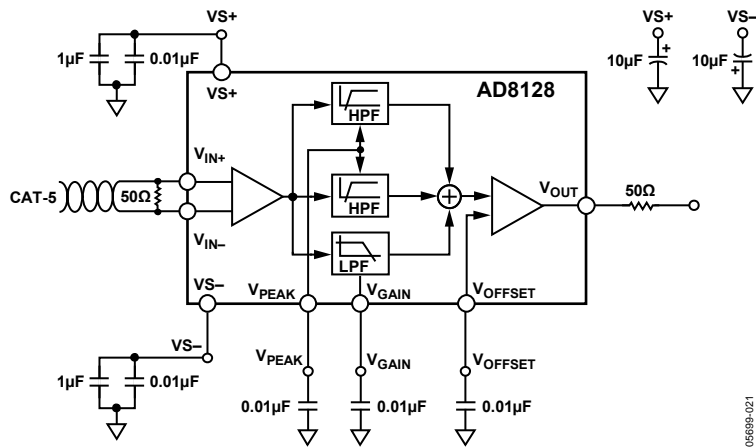 VS+
1µF
0.01µF
VS+
VS+
10µF
+
VS–
10µF
+
AD8128
HPF
HPF
LPF
V_IN+
CAT-5
50Ω
V_IN–
V_OUT
50Ω
VS–
V_PEAK
V_GAIN
V_OFFSET
VS–
1µF
0.01µF
V_PEAK
V_GAIN
V_OFFSET
0.01µF
0.01µF
0.01µF
05699-021